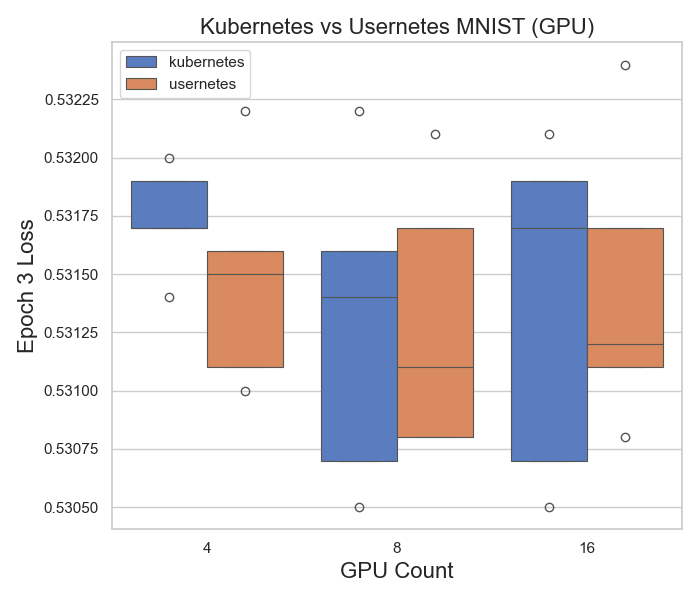 Kubernetes vs Usernetes MNIST (GPU)
kubernetes
usernetes
0.53225
0.53200
0.53175
0.53150
0.53125
0.53100
0.53075
0.53050
Epoch 3 Loss
4 8 16
GPU Count